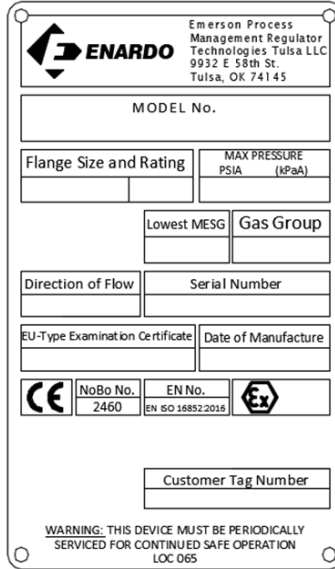 ENARDO
Emerson Process
Management Regulator
Technologies Tulsa LLC
9932 E 58th St.
Tulsa, OK 74145
MODEL No.
Flange Size and Rating
MAX PRESSURE
PSIA (kPaA)
Lowest MESG
Gas Group
Direction of Flow
Serial Number
EU-Type Examination Certificate
Date of Manufacture
CE
NoBo No.
2460
EN No.
EN ISO 16852:2016
Ex
Customer Tag Number
WARNING: THIS DEVICE MUST BE PERIODICALLY
SERVICED FOR CONTINUED SAFE OPERATION
LOC 065